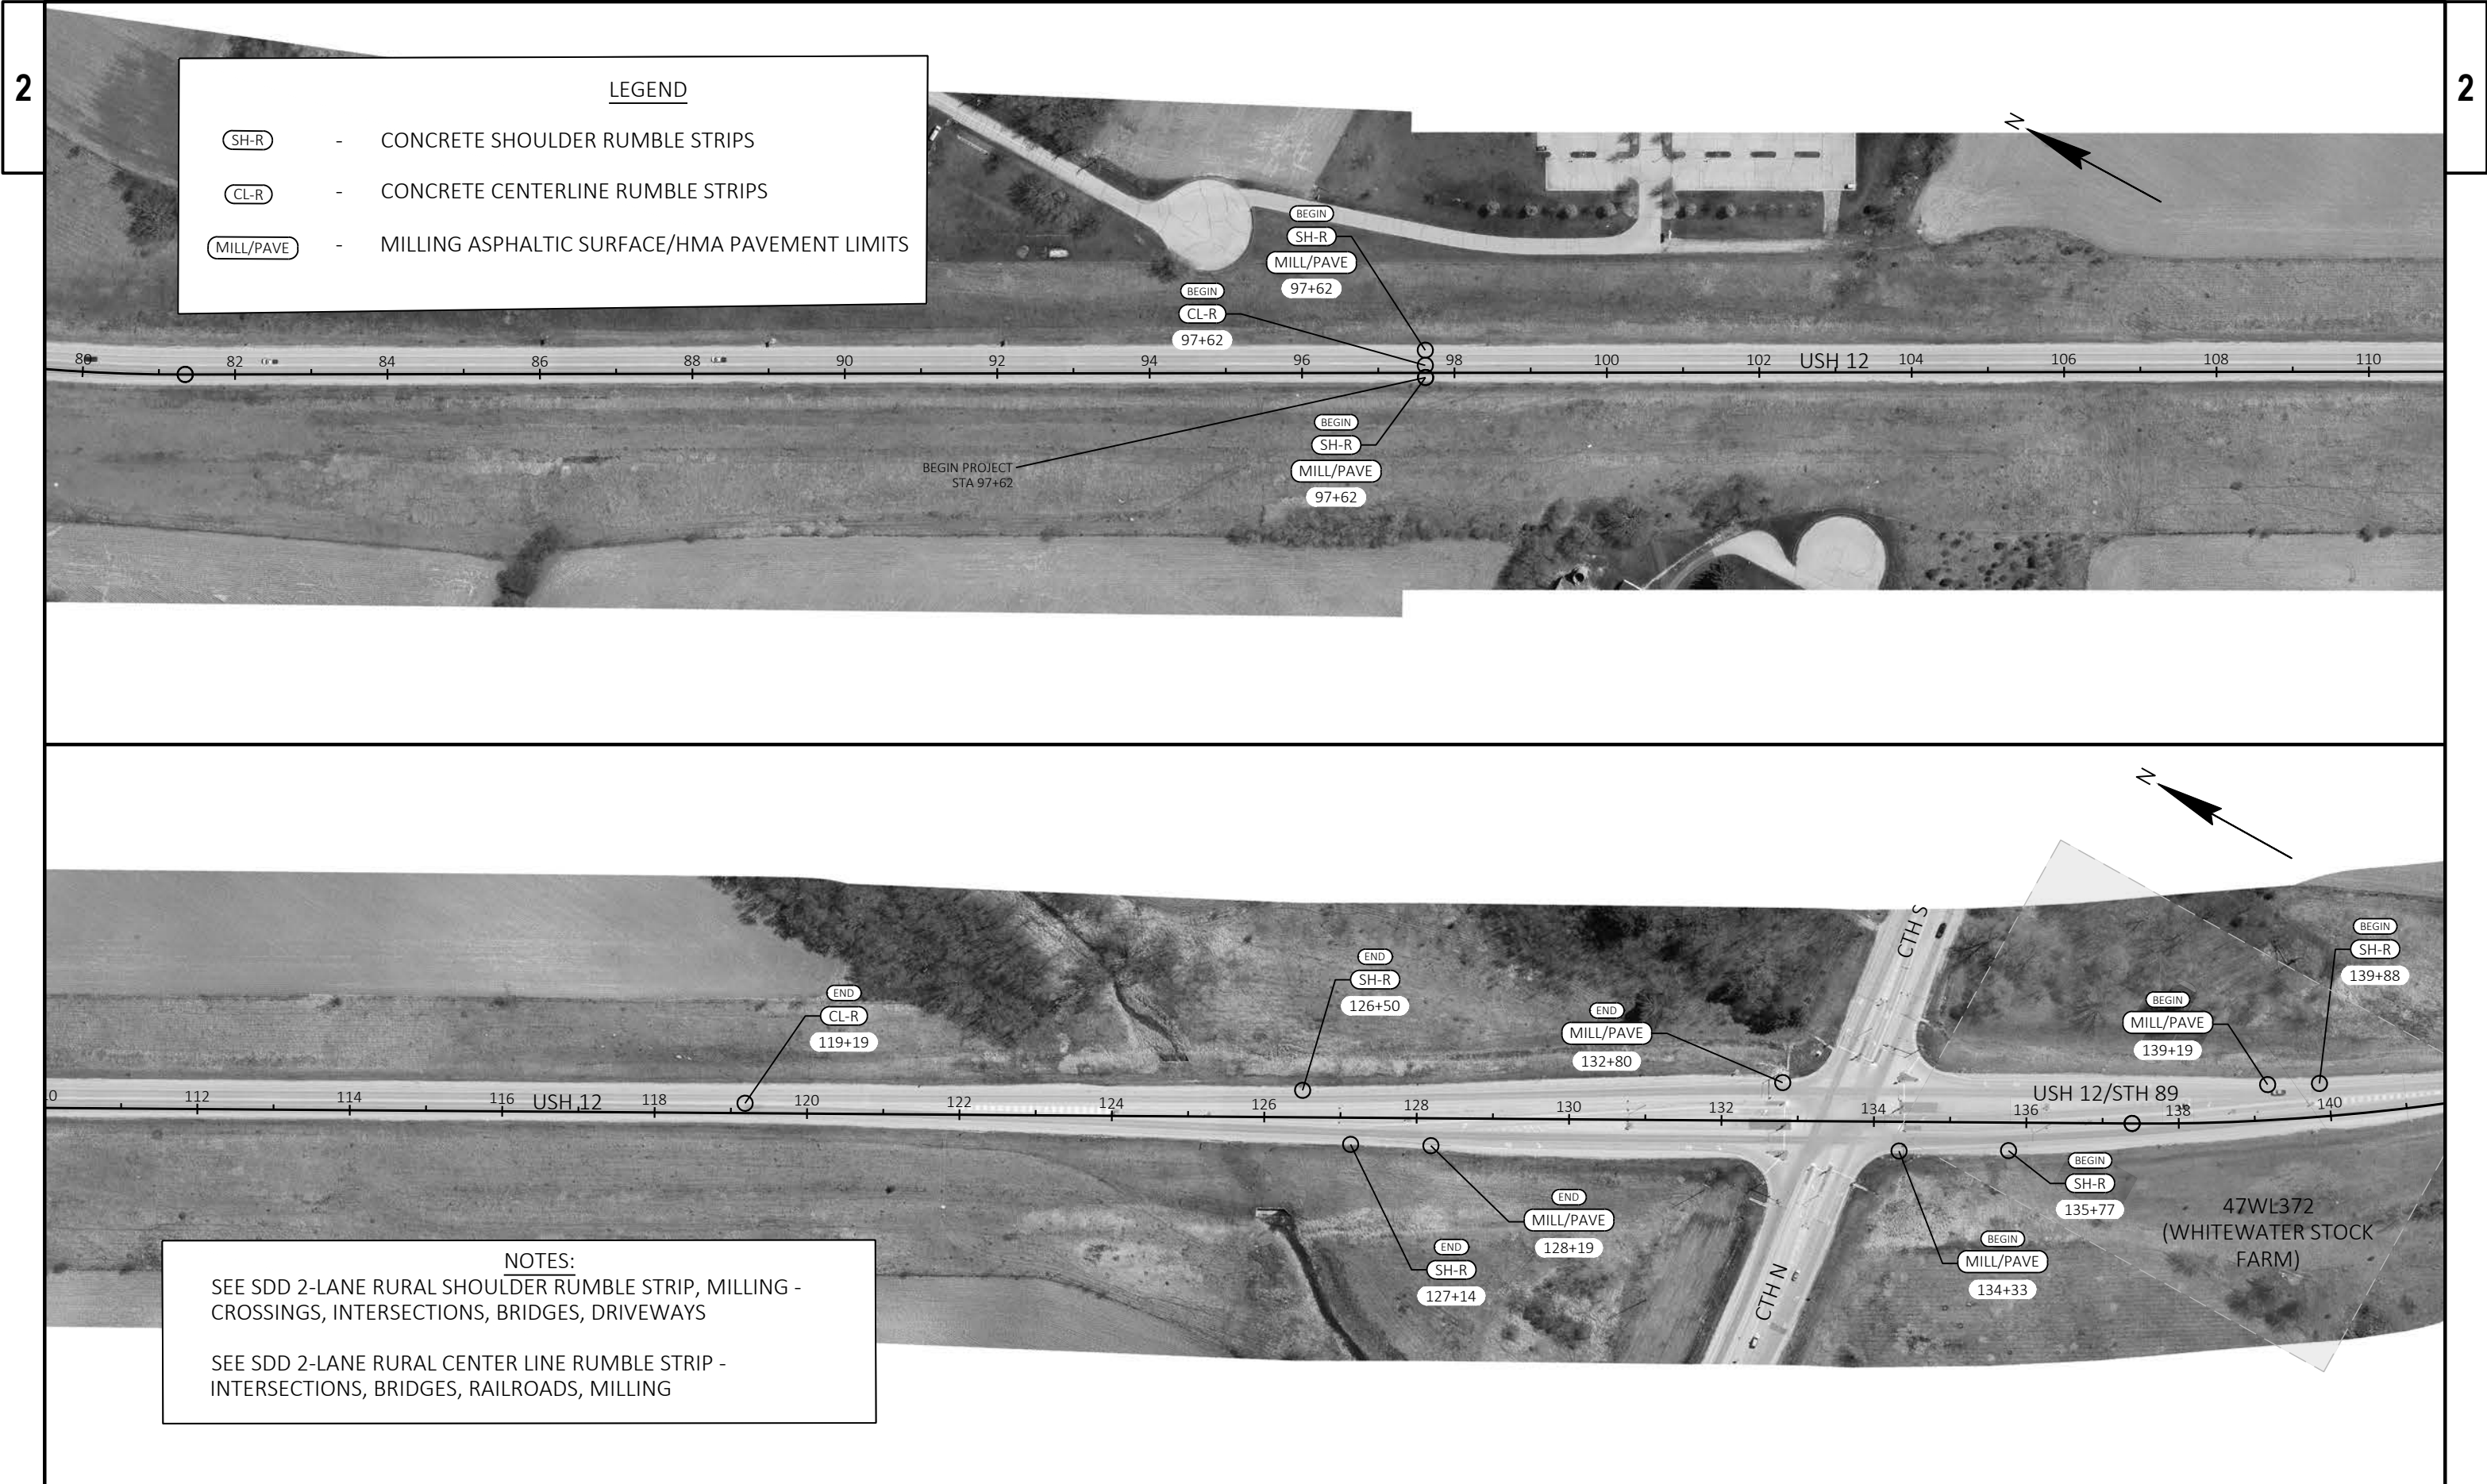 2
2
LEGEND
SH-R - CONCRETE SHOULDER RUMBLE STRIPS
CL-R - CONCRETE CENTERLINE RUMBLE STRIPS
MILL/PAVE - MILLING ASPHALTIC SURFACE/HMA PAVEMENT LIMITS
N
BEGIN
SH-R
MILL/PAVE
97+62
BEGIN
CL-R
97+62
80 82 84 86 88 90 92 94 96 98 100 102 USH 12 104 106 108 110
BEGIN PROJECT
STA 97+62
BEGIN
SH-R
MILL/PAVE
97+62
N
CTH S
END
CL-R
119+19
END
SH-R
126+50
END
MILL/PAVE
132+80
BEGIN
MILL/PAVE
139+19
BEGIN
SH-R
139+88
10 112 114 116 USH 12 118 120 122 124 126 128 130 132 134 136 USH 12/STH 89 138 140
END
SH-R
127+14
END
MILL/PAVE
128+19
CTH N
BEGIN
MILL/PAVE
134+33
BEGIN
SH-R
135+77
47WL372
(WHITEWATER STOCK
FARM)
NOTES:
SEE SDD 2-LANE RURAL SHOULDER RUMBLE STRIP, MILLING -
CROSSINGS, INTERSECTIONS, BRIDGES, DRIVEWAYS
SEE SDD 2-LANE RURAL CENTER LINE RUMBLE STRIP -
INTERSECTIONS, BRIDGES, RAILROADS, MILLING